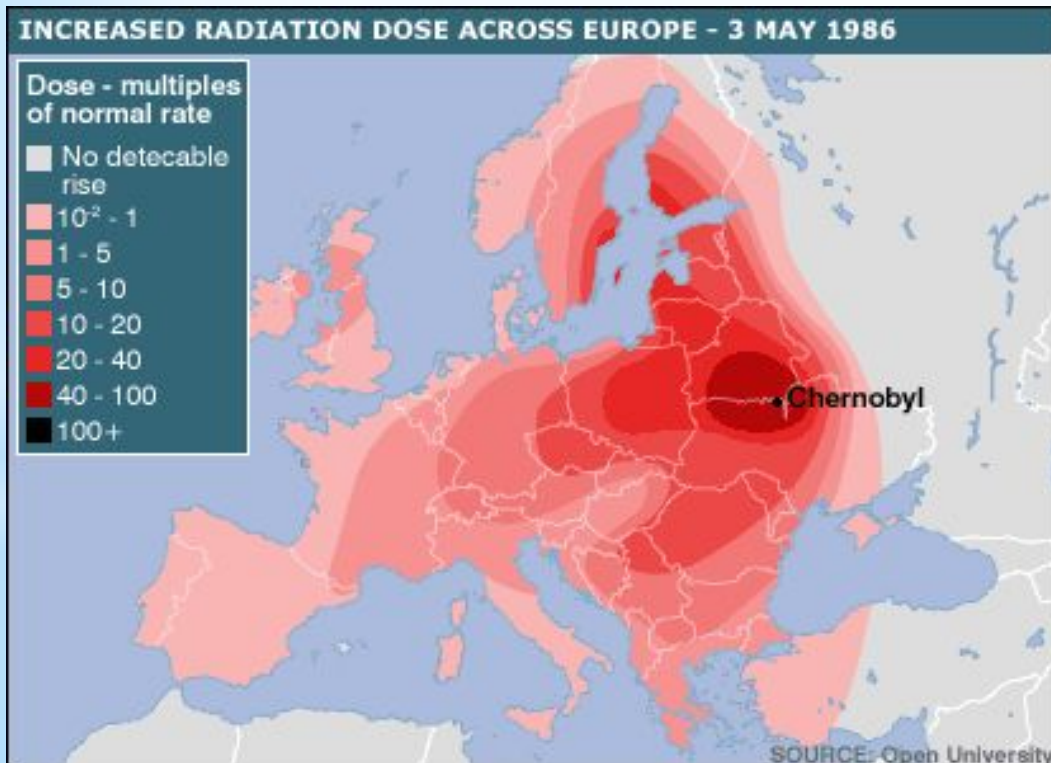 INCREASED RADIATION DOSE ACROSS EUROPE - 3 MAY 1986
Dose - multiples
of normal rate
No detecable
rise
10⁻² - 1
1 - 5
5 - 10
10 - 20
20 - 40
40 - 100
100+
Chernobyl
SOURCE: Open University